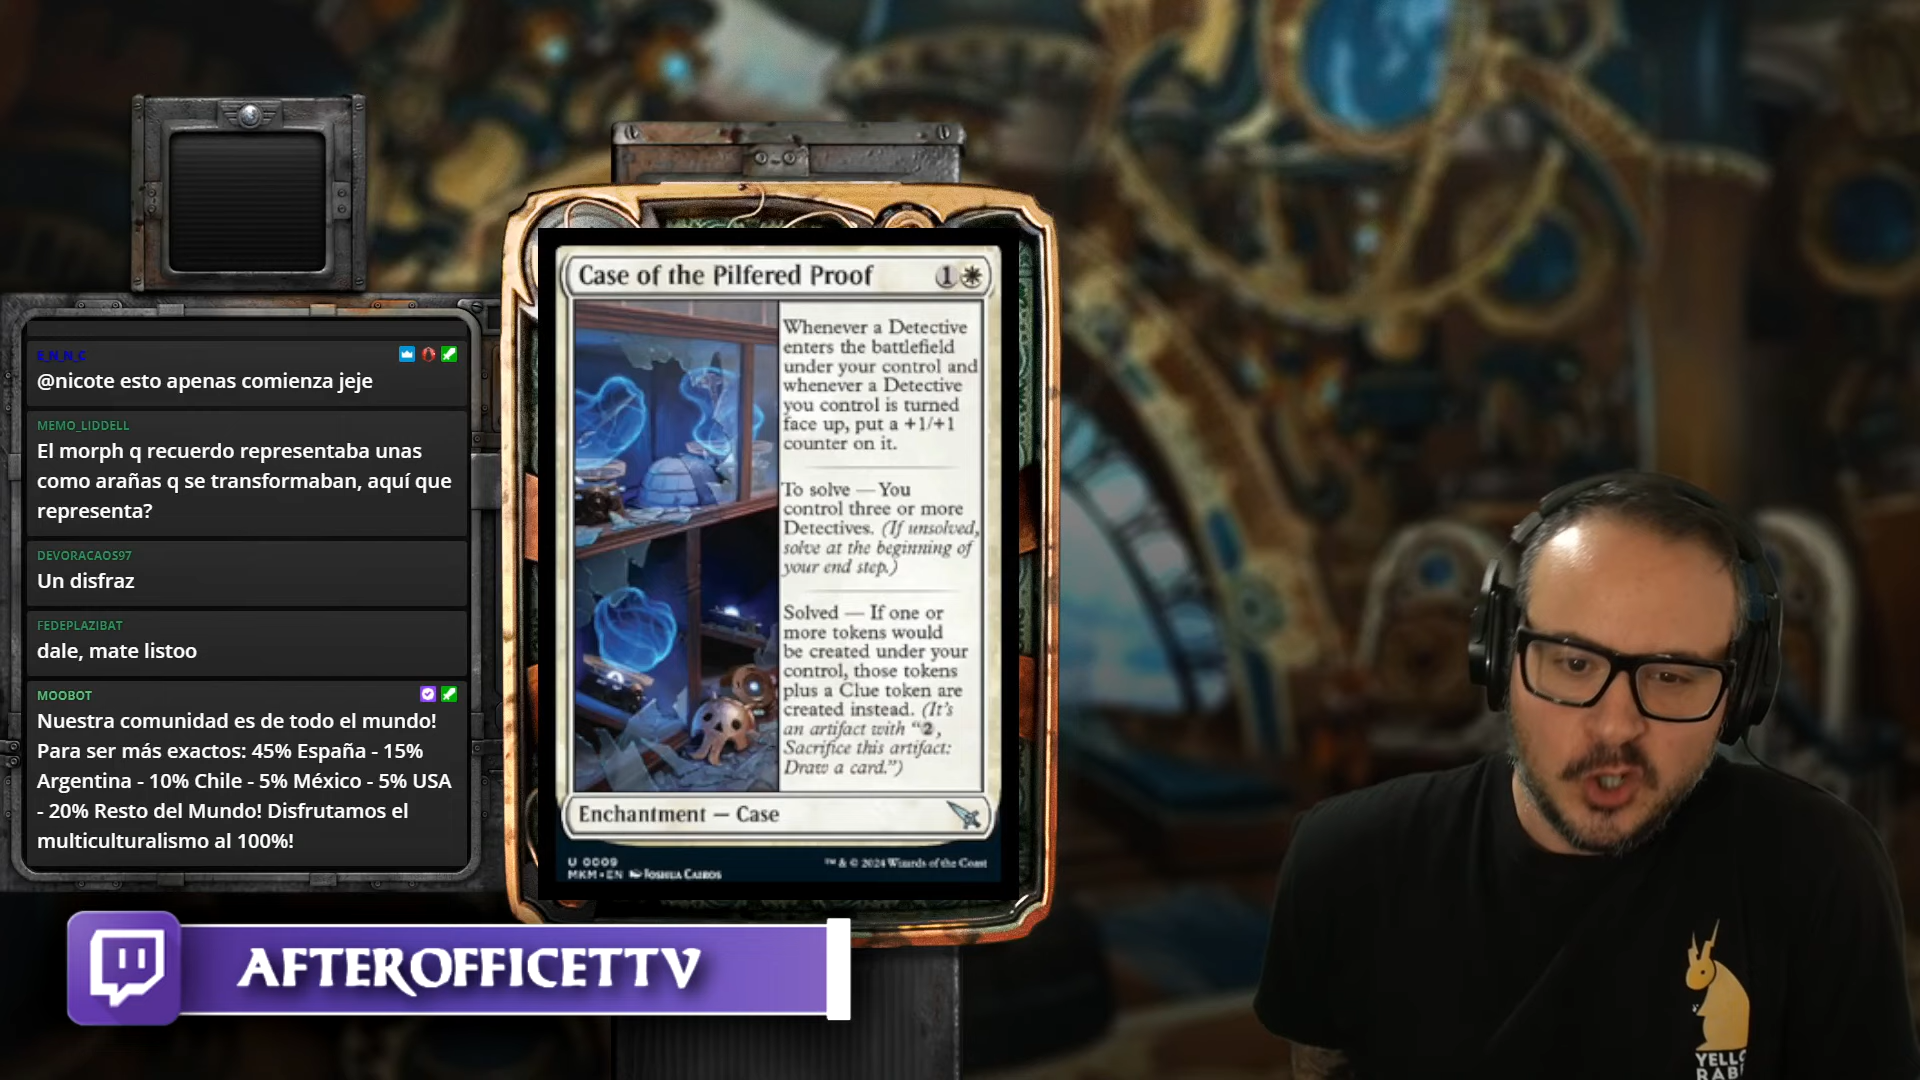 E_N_N_C
@nicote esto apenas comienza jeje
MEMO_LIDDELL
El morph q recuerdo representaba unas
como arañas q se transformaban, aquí que
representa?
DEVORACAOS97
Un disfraz
FEDEPLAZIBAT
dale, mate listoo
MOOBOT
Nuestra comunidad es de todo el mundo!
Para ser más exactos: 45% España - 15%
Argentina - 10% Chile - 5% México - 5% USA
- 20% Resto del Mundo! Disfrutamos el
multiculturalismo al 100%!
Case of the Pilfered Proof 1
Whenever a Detective
enters the battlefield
under your control and
whenever a Detective
you control is turned
face up, put a +1/+1
counter on it.
To solve — You
control three or more
Detectives. (If unsolved,
solve at the beginning of
your end step.)
Solved — If one or
more tokens would
be created under your
control, those tokens
plus a Clue token are
created instead. (It's
an artifact with “2,
Sacrifice this artifact:
Draw a card.”)
Enchantment — Case
U 0009
MKM • EN Joshua Cairos
™ & © 2024 Wizards of the Coast
AFTEROFFICETTV
YELLO
RAB